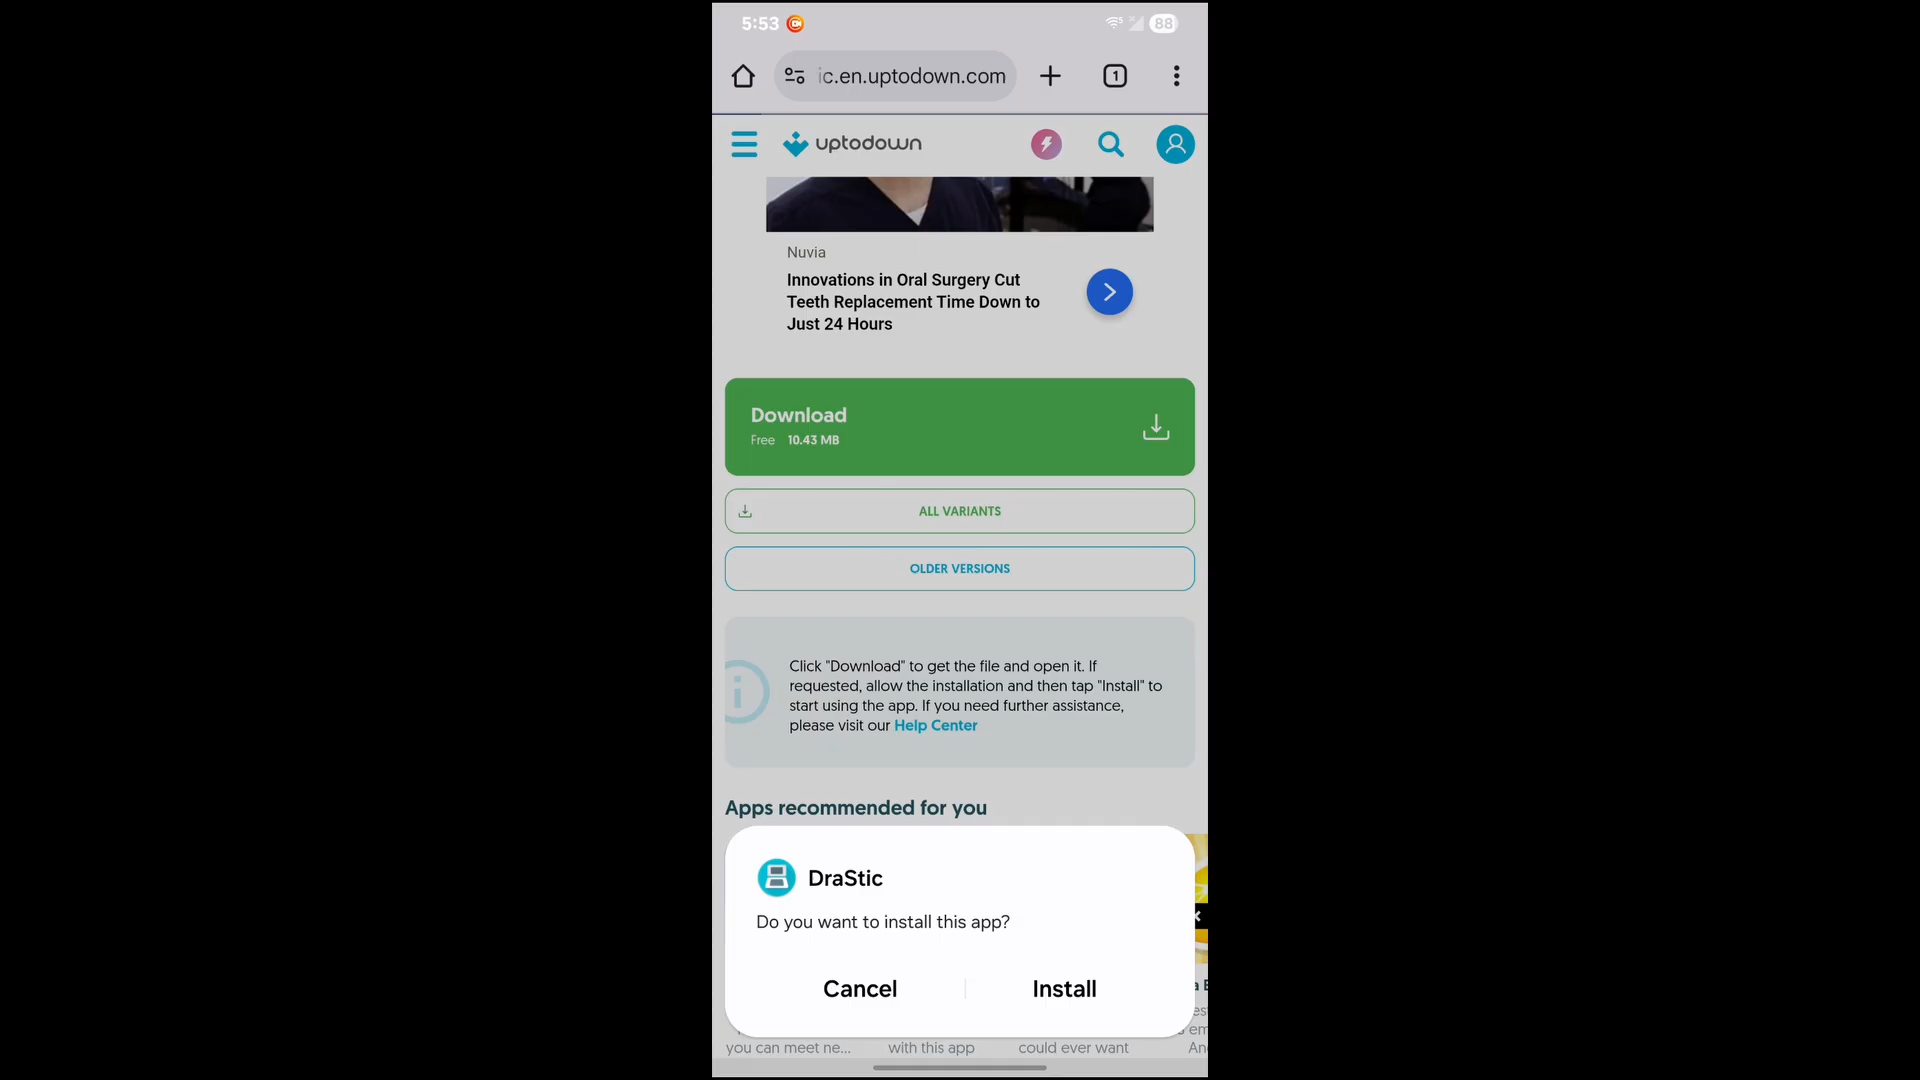 5:53
88
ic.en.uptodown.com
1
uptodown
Nuvia
Innovations in Oral Surgery Cut
Teeth Replacement Time Down to
Just 24 Hours
Download
Free 10.43 MB
ALL VARIANTS
OLDER VERSIONS
Click "Download" to get the file and open it. If
requested, allow the installation and then tap "Install" to
start using the app. If you need further assistance,
please visit our Help Center
Apps recommended for you
DraStic
Do you want to install this app?
Cancel
Install
you can meet ne...
with this app
could ever want